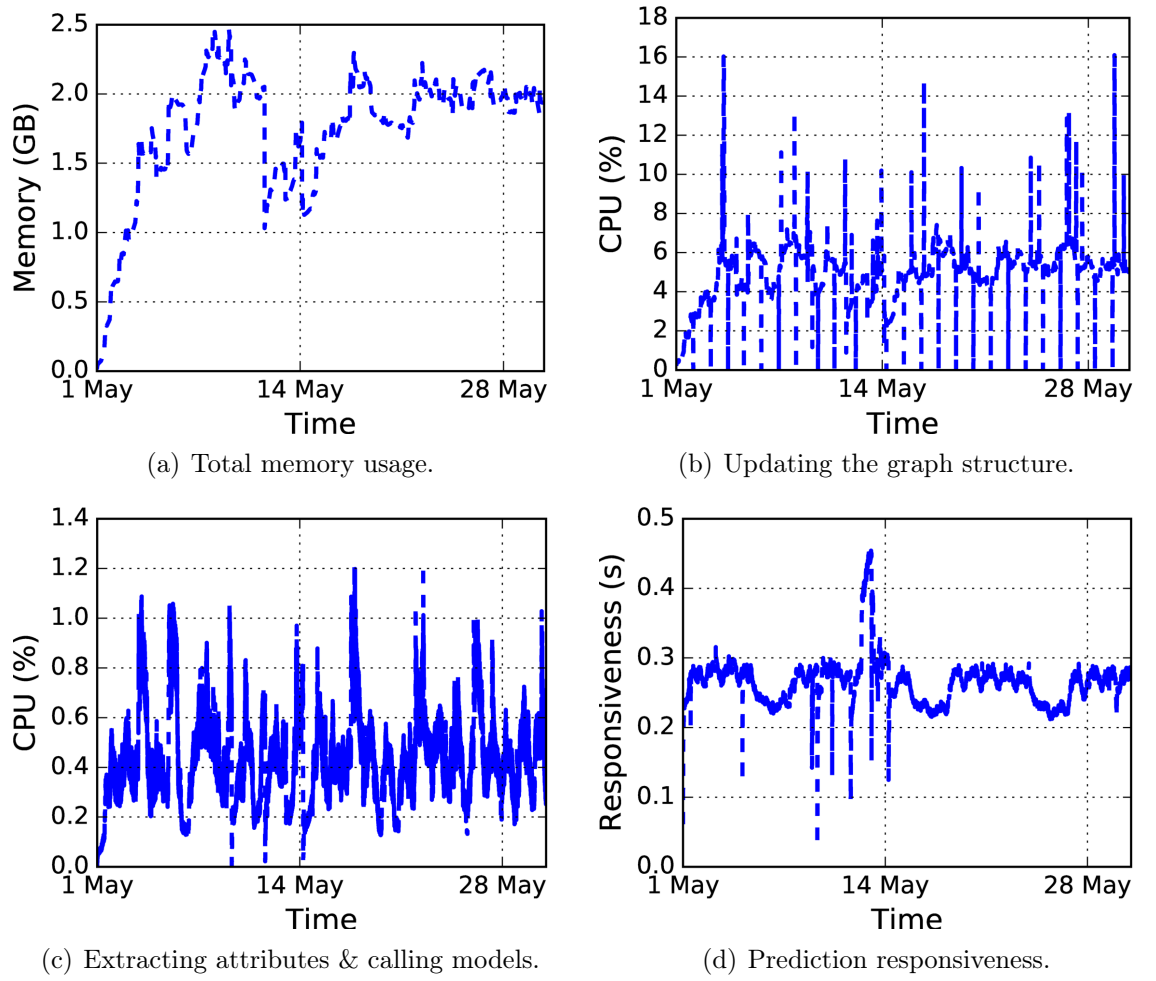 2.5
2.0
1.5
1.0
0.5
0.0
Memory (GB)
1 May 14 May 28 May
Time
(a) Total memory usage.
18
16
14
12
10
8
6
4
2
0
CPU (%)
1 May 14 May 28 May
Time
(b) Updating the graph structure.
1.4
1.2
1.0
0.8
0.6
0.4
0.2
0.0
CPU (%)
1 May 14 May 28 May
Time
(c) Extracting attributes & calling models.
0.5
0.4
0.3
0.2
0.1
0.0
Responsiveness (s)
1 May 14 May 28 May
Time
(d) Prediction responsiveness.